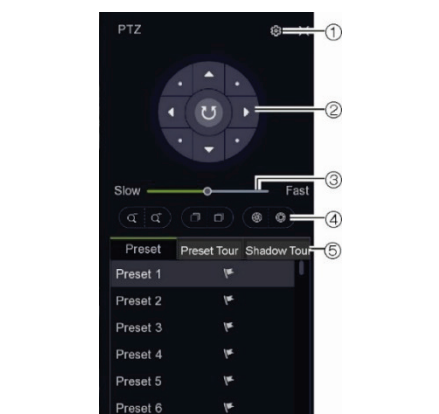 PTZ ①
②
③
Slow Fast
④
Preset Preset Tour Shadow Tour ⑤
Preset 1
Preset 2
Preset 3
Preset 4
Preset 5
Preset 6